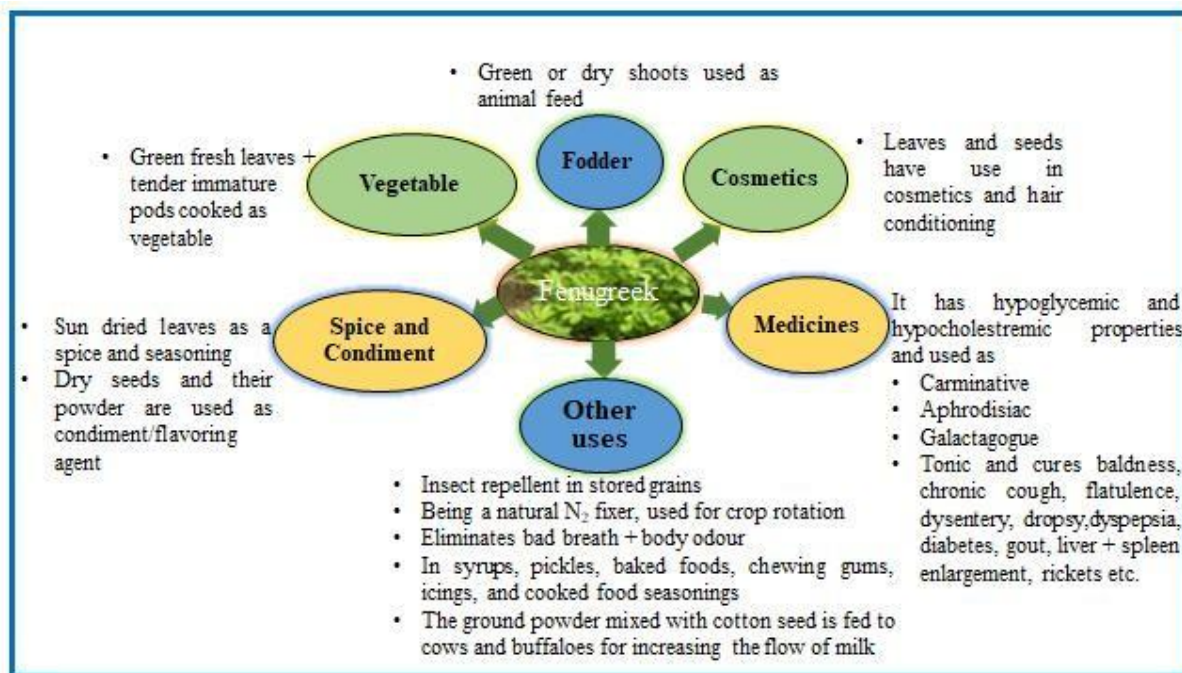 • Green or dry shoots used as
animal feed
Fodder
• Green fresh leaves +
tender immature
pods cooked as
vegetable
Vegetable
Cosmetics
• Leaves and seeds
have use in
cosmetics and hair
conditioning
Fenugreek
• Sun dried leaves as a
spice and seasoning
• Dry seeds and their
powder are used as
condiment/flavoring
agent
Spice and
Condiment
Medicines
It has hypoglycemic and
hypocholestremic properties
and used as
• Carminative
• Aphrodisiac
• Galactagogue
• Tonic and cures baldness,
chronic cough, flatulence,
dysentery, dropsy,dyspepsia,
diabetes, gout, liver + spleen
enlargement, rickets etc.
Other
uses
• Insect repellent in stored grains
• Being a natural N₂ fixer, used for crop rotation
• Eliminates bad breath + body odour
• In syrups, pickles, baked foods, chewing gums,
icings, and cooked food seasonings
• The ground powder mixed with cotton seed is fed to
cows and buffaloes for increasing the flow of milk